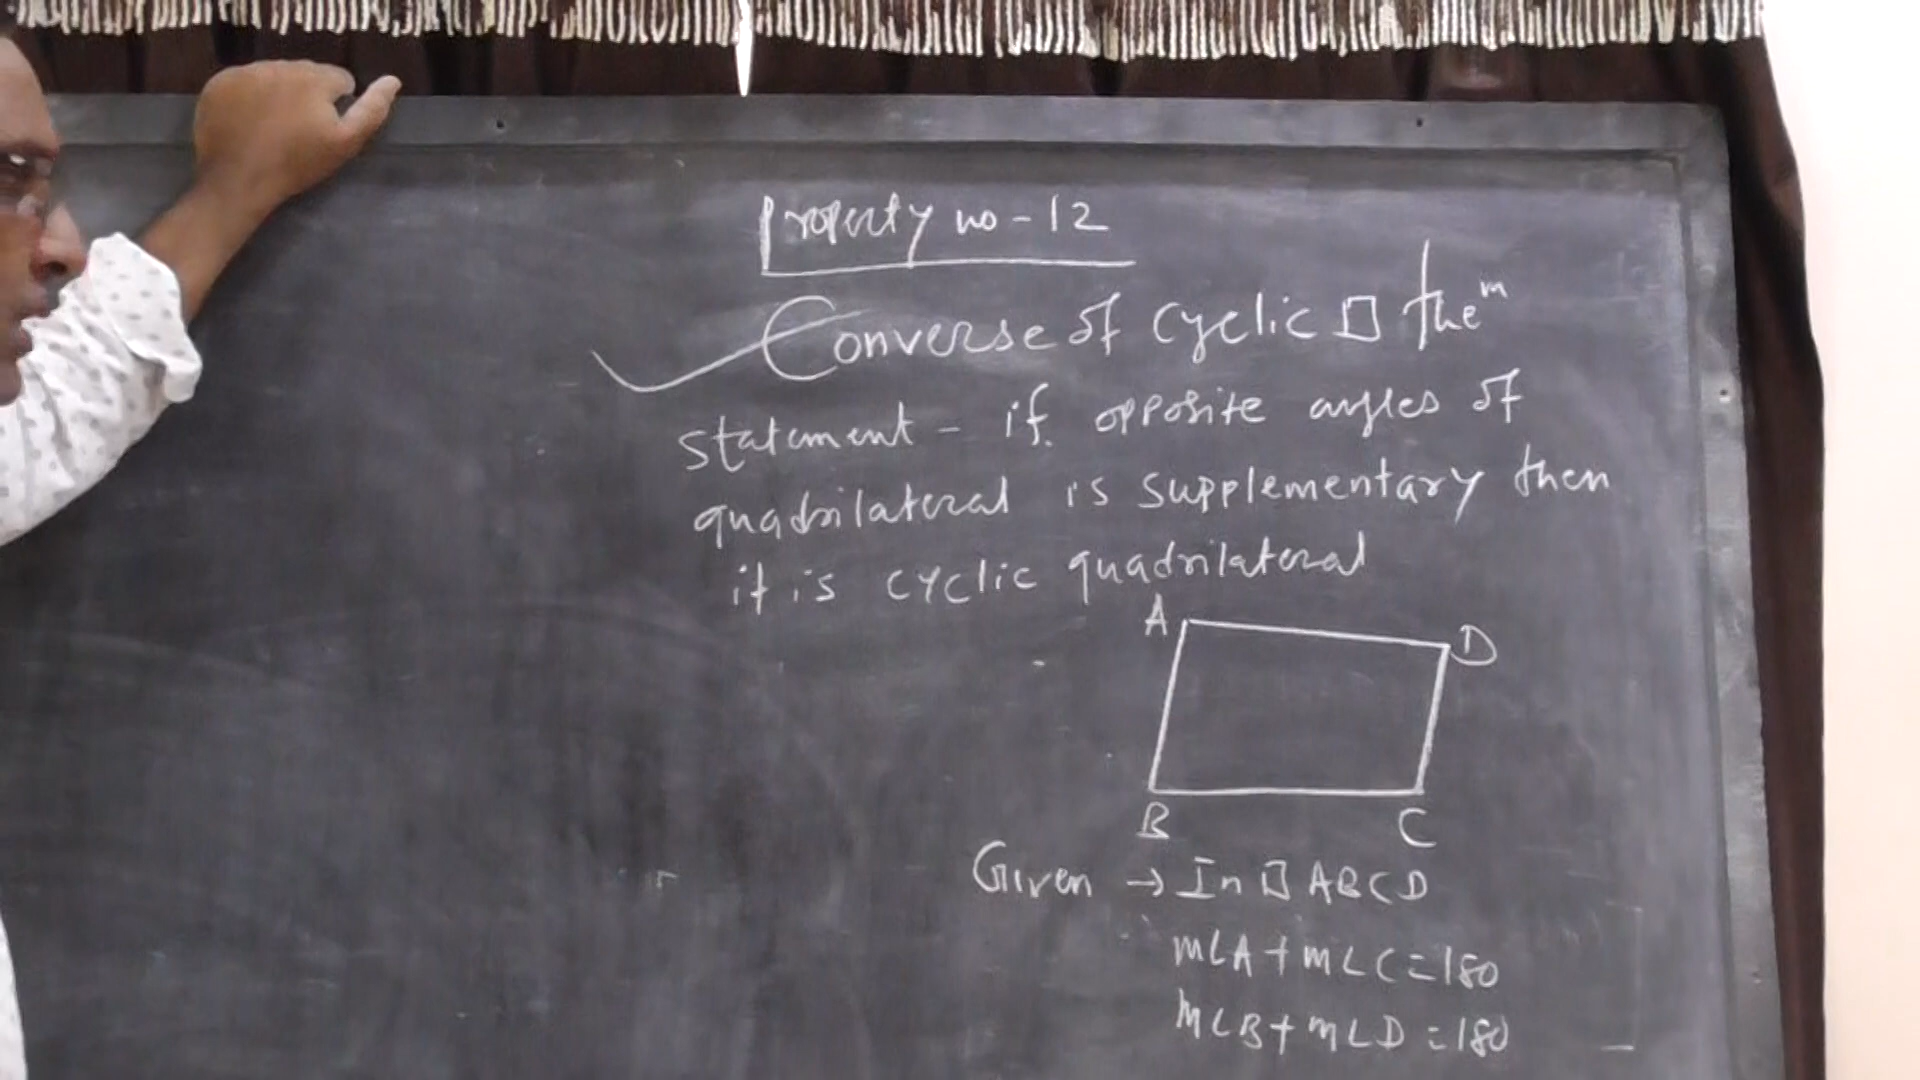 Property no - 12
Converse of cyclic □ the^m
statement - if opposite angles of
quadrilateral is supplementary then
it is cyclic quadrilateral
A
D
B
C
Given → In □ ABCD
m∠A + m∠C = 180
m∠B + m∠D = 180